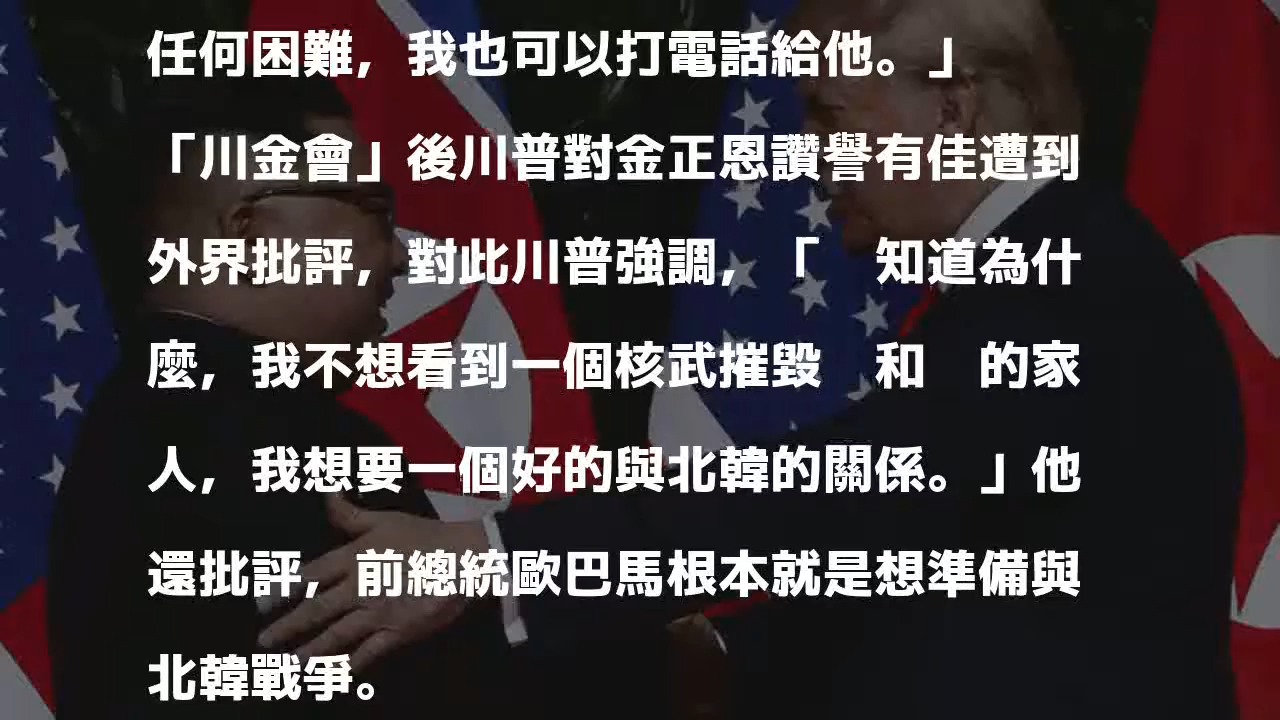 任何困難，我也可以打電話給他。」
「川金會」後川普對金正恩讚譽有佳遭到
外界批評，對此川普強調，「　知道為什
麼，我不想看到一個核武摧毀　和　的家
人，我想要一個好的與北韓的關係。」他
還批評，前總統歐巴馬根本就是想準備與
北韓戰爭。